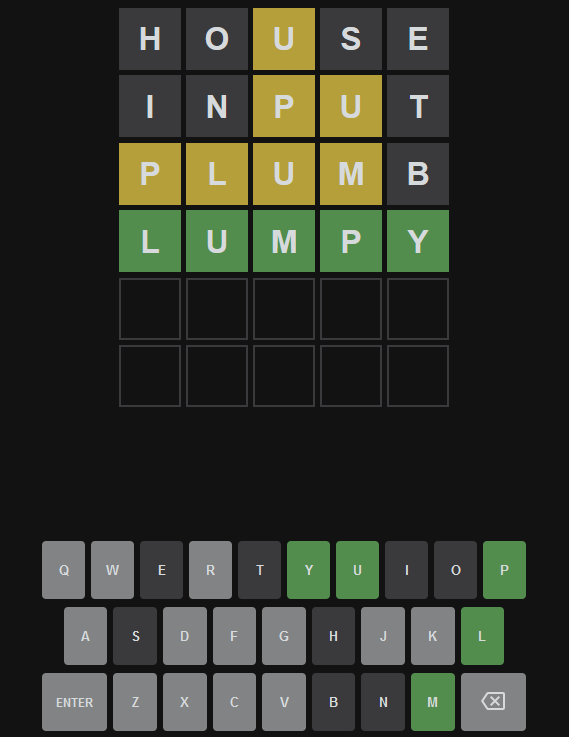 H O U S E
I N P U T
P L U M B
L U M P Y
Q W E R T Y U I O P
A S D F G H J K L
ENTER Z X C V B N M